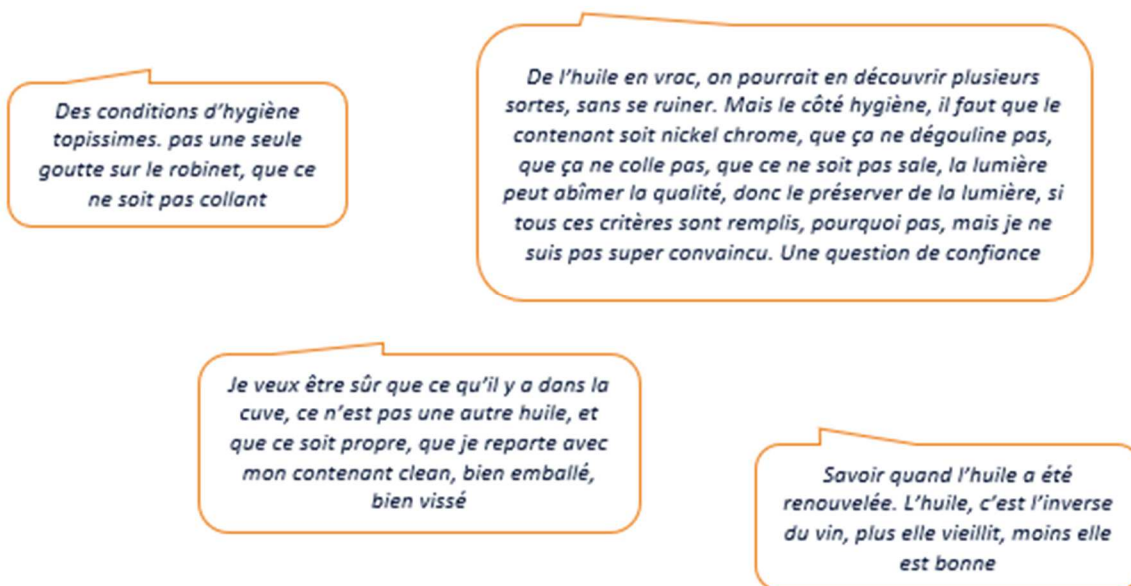 Des conditions d’hygiène
topissimes. pas une seule
goutte sur le robinet, que ce
ne soit pas collant
De l’huile en vrac, on pourrait en découvrir plusieurs
sortes, sans se ruiner. Mais le côté hygiène, il faut que le
contenant soit nickel chrome, que ça ne dégouline pas,
que ça ne colle pas, que ce ne soit pas sale, la lumière
peut abîmer la qualité, donc le préserver de la lumière, si
tous ces critères sont remplis, pourquoi pas, mais je ne
suis pas super convaincu. Une question de confiance
Je veux être sûr que ce qu’il y a dans la
cuve, ce n’est pas une autre huile, et
que ce soit propre, que je reparte avec
mon contenant clean, bien emballé,
bien vissé
Savoir quand l’huile a été
renouvelée. L’huile, c’est l’inverse
du vin, plus elle vieillit, moins elle
est bonne